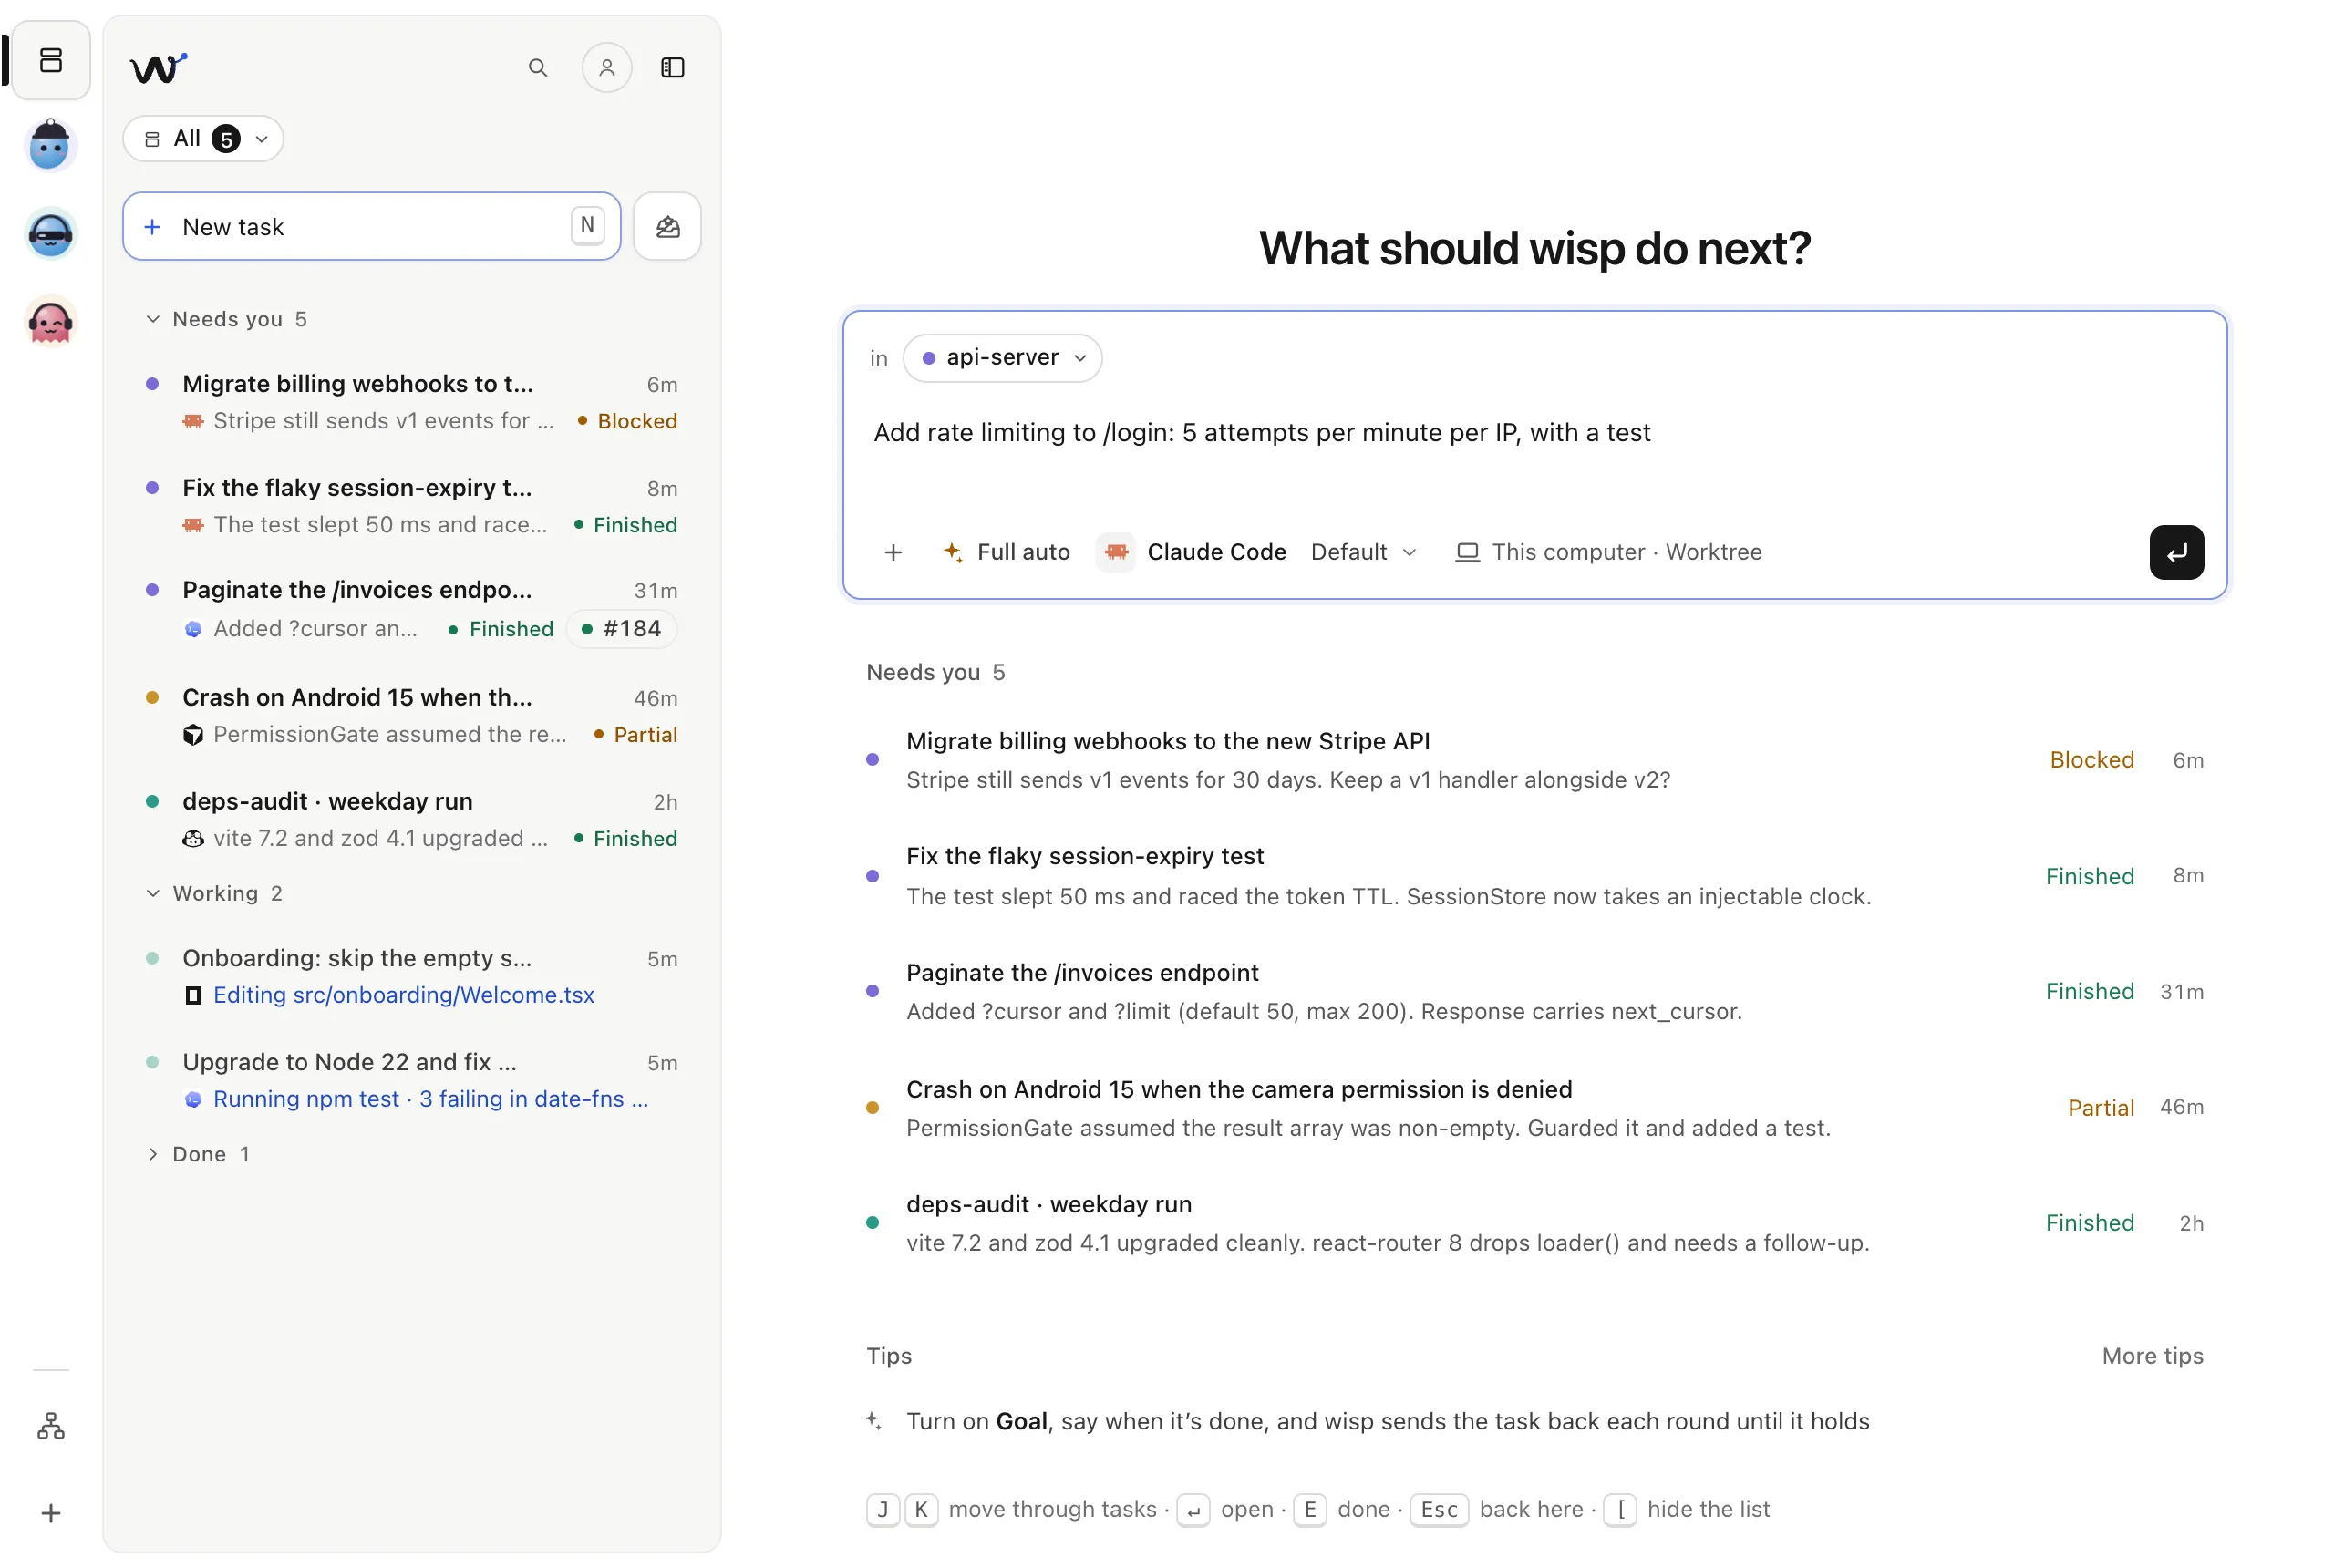 All 5
New task N
Needs you 5
Migrate billing webhooks to t... 6m
Stripe still sends v1 events for ... Blocked
Fix the flaky session-expiry t... 8m
The test slept 50 ms and race... Finished
Paginate the /invoices endpo... 31m
Added ?cursor an... Finished #184
Crash on Android 15 when th... 46m
PermissionGate assumed the re... Partial
deps-audit · weekday run 2h
vite 7.2 and zod 4.1 upgraded ... Finished
Working 2
Onboarding: skip the empty s... 5m
Editing src/onboarding/Welcome.tsx
Upgrade to Node 22 and fix ... 5m
Running npm test · 3 failing in date-fns ...
Done 1
What should wisp do next?
in api-server
Add rate limiting to /login: 5 attempts per minute per IP, with a test
Full auto Claude Code Default This computer · Worktree
Needs you 5
Migrate billing webhooks to the new Stripe API
Stripe still sends v1 events for 30 days. Keep a v1 handler alongside v2?
Blocked 6m
Fix the flaky session-expiry test
The test slept 50 ms and raced the token TTL. SessionStore now takes an injectable clock.
Finished 8m
Paginate the /invoices endpoint
Added ?cursor and ?limit (default 50, max 200). Response carries next_cursor.
Finished 31m
Crash on Android 15 when the camera permission is denied
PermissionGate assumed the result array was non-empty. Guarded it and added a test.
Partial 46m
deps-audit · weekday run
vite 7.2 and zod 4.1 upgraded cleanly. react-router 8 drops loader() and needs a follow-up.
Finished 2h
Tips More tips
Turn on Goal, say when it’s done, and wisp sends the task back each round until it holds
J K move through tasks · ↵ open · E done · Esc back here · [ hide the list